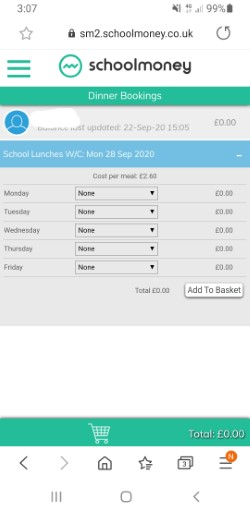 3:07 99%
sm2.schoolmoney.co.uk
schoolmoney
Dinner Bookings
£0.00
Balance last updated: 22-Sep-20 15:05
School Lunches W/C: Mon 28 Sep 2020 –
Cost per meal: £2.60
Monday None £0.00
Tuesday None £0.00
Wednesday None £0.00
Thursday None £0.00
Friday None £0.00
Total £0.00 Add To Basket
Total: £0.00
3 N